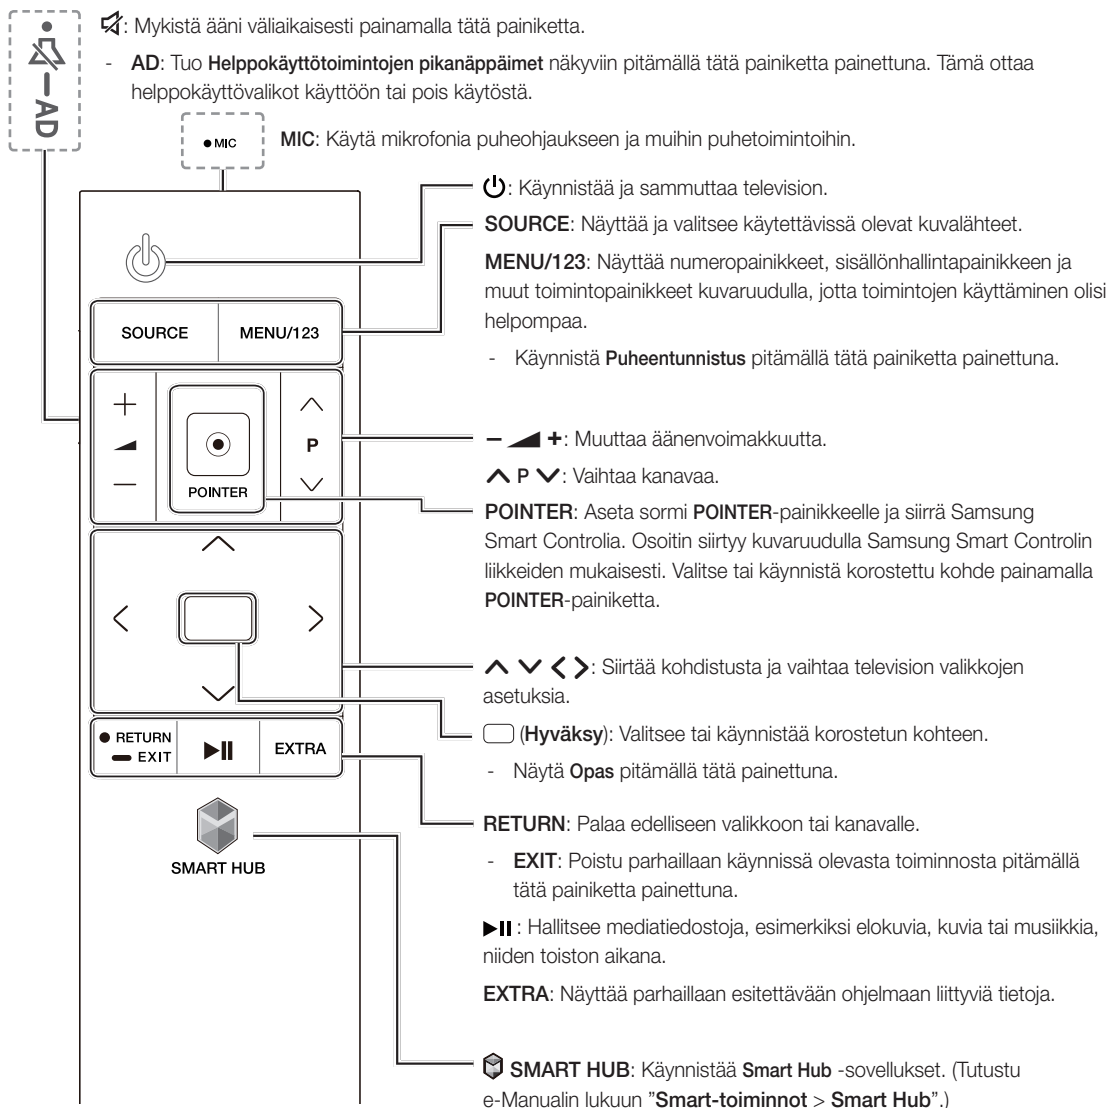 : Mykistä ääni väliaikaisesti painamalla tätä painiketta.
- AD: Tuo Helppokäyttötoimintojen pikanäppäimet näkyviin pitämällä tätä painiketta painettuna. Tämä ottaa
helppokäyttövalikot käyttöön tai pois käytöstä.
AD
MIC
MIC: Käytä mikrofonia puheohjaukseen ja muihin puhetoimintoihin.
: Käynnistää ja sammuttaa television.
SOURCE: Näyttää ja valitsee käytettävissä olevat kuvalähteet.
MENU/123: Näyttää numeropainikkeet, sisällönhallintapainikkeen ja
muut toimintopainikkeet kuvaruudulla, jotta toimintojen käyttäminen olisi
helpompaa.
- Käynnistä Puheentunnistus pitämällä tätä painiketta painettuna.
SOURCE
MENU/123
P
POINTER
− +: Muuttaa äänenvoimakkuutta.
P : Vaihtaa kanavaa.
POINTER: Aseta sormi POINTER-painikkeelle ja siirrä Samsung
Smart Controlia. Osoitin siirtyy kuvaruudulla Samsung Smart Controlin
liikkeiden mukaisesti. Valitse tai käynnistä korostettu kohde painamalla
POINTER-painiketta.
: Siirtää kohdistusta ja vaihtaa television valikkojen
asetuksia.
(Hyväksy): Valitsee tai käynnistää korostetun kohteen.
- Näytä Opas pitämällä tätä painettuna.
RETURN
EXIT
EXTRA
SMART HUB
RETURN: Palaa edelliseen valikkoon tai kanavalle.
- EXIT: Poistu parhaillaan käynnissä olevasta toiminnosta pitämällä
tätä painiketta painettuna.
: Hallitsee mediatiedostoja, esimerkiksi elokuvia, kuvia tai musiikkia,
niiden toiston aikana.
EXTRA: Näyttää parhaillaan esitettävään ohjelmaan liittyviä tietoja.
SMART HUB: Käynnistää Smart Hub -sovellukset. (Tutustu
e-Manualin lukuun "Smart-toiminnot > Smart Hub".)